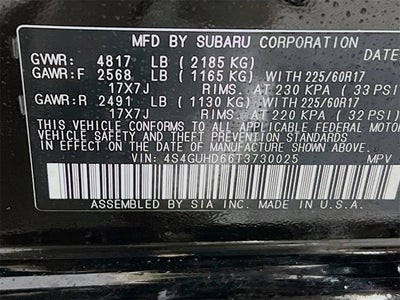 MFD BY SUBARU CORPORATION DATE
GVWR: 4817 LB (2185 KG)
GAWR:F 2568 LB (1165 KG) WITH 225/60R17
17X7J RIMS, AT 230 KPA (33 PSI
GAWR:R 2491 LB (1130 KG) WITH 225/60R17
17X7J RIMS, AT 220 KPA (32 PSI)
THIS VEHICLE CONFORMS TO ALL APPLICABLE FEDERAL MOTOR
VEHICLE SAFETY AND THEFT PREVENTION STANDARDS
IN EFFECT ON THE DATE OF MANUFACTURE SHOWN ABOVE.
VIN: 4S4GUHD66T3730025 MPV
ASSEMBLED BY SIA INC. MADE IN U.S.A.